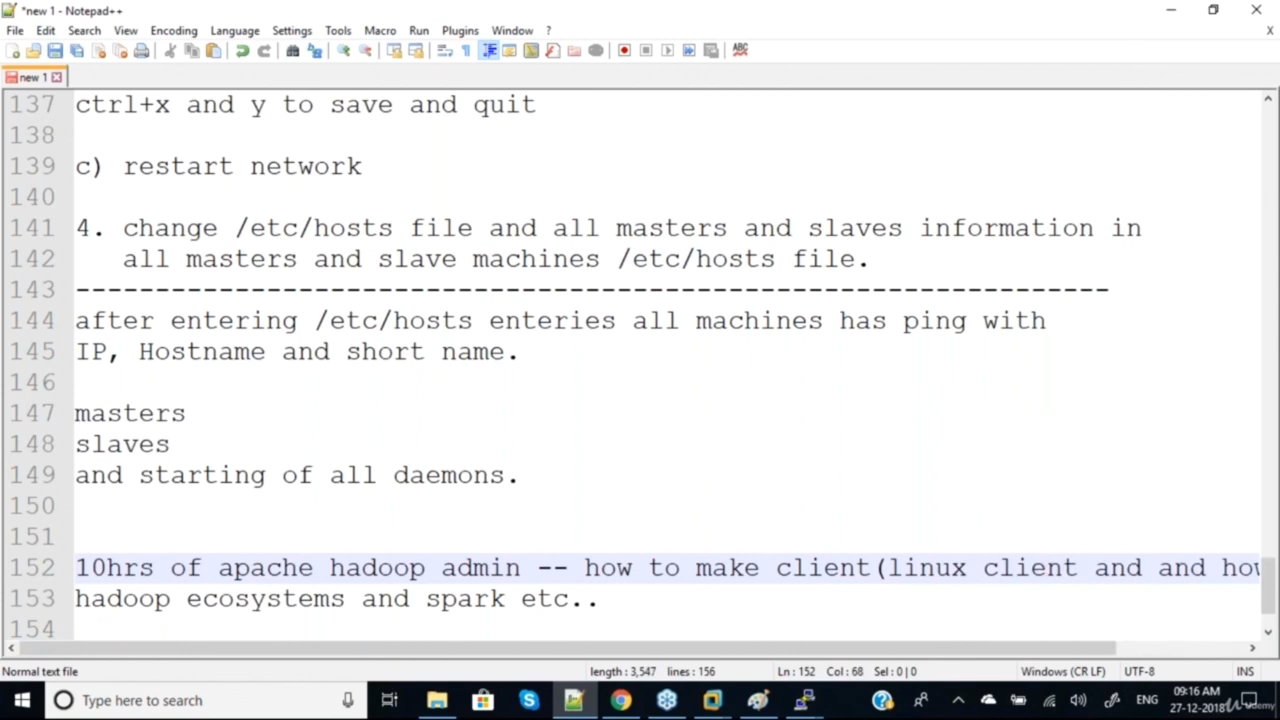 *new 1 - Notepad++
File Edit Search View Encoding Language Settings Tools Macro Run Plugins Window ? X
new 1
137 ctrl+x and y to save and quit
138
139 c) restart network
140
141 4. change /etc/hosts file and all masters and slaves information in
142 all masters and slave machines /etc/hosts file.
143 ------------------------------------------------------------------
144 after entering /etc/hosts enteries all machines has ping with
145 IP, Hostname and short name.
146
147 masters
148 slaves
149 and starting of all daemons.
150
151
152 10hrs of apache hadoop admin -- how to make client(linux client and and how
153 hadoop ecosystems and spark etc..
154
Normal text file length : 3,547 lines : 156 Ln : 152 Col : 68 Sel : 0 | 0 Windows (CR LF) UTF-8 INS
Type here to search ENG 09:16 AM
27-12-2018
Udemy